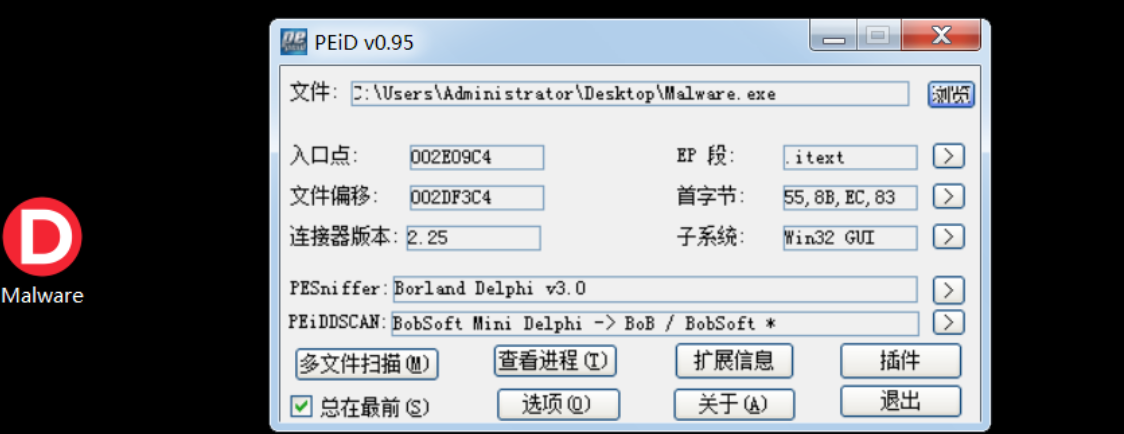 PEiD v0.95
文件: C:\Users\Administrator\Desktop\Malware.exe 浏览
入口点: 002E09C4 EP 段: .itext >
文件偏移: 002DF3C4 首字节: 55,8B,EC,83 >
连接器版本: 2.25 子系统: Win32 GUI >
D
Malware
PESniffer: Borland Delphi v3.0 >
PEiDDSCAN: BobSoft Mini Delphi -> BoB / BobSoft * >
多文件扫描(M) 查看进程(T) 扩展信息 插件
总在最前(S) 选项(O) 关于(A) 退出